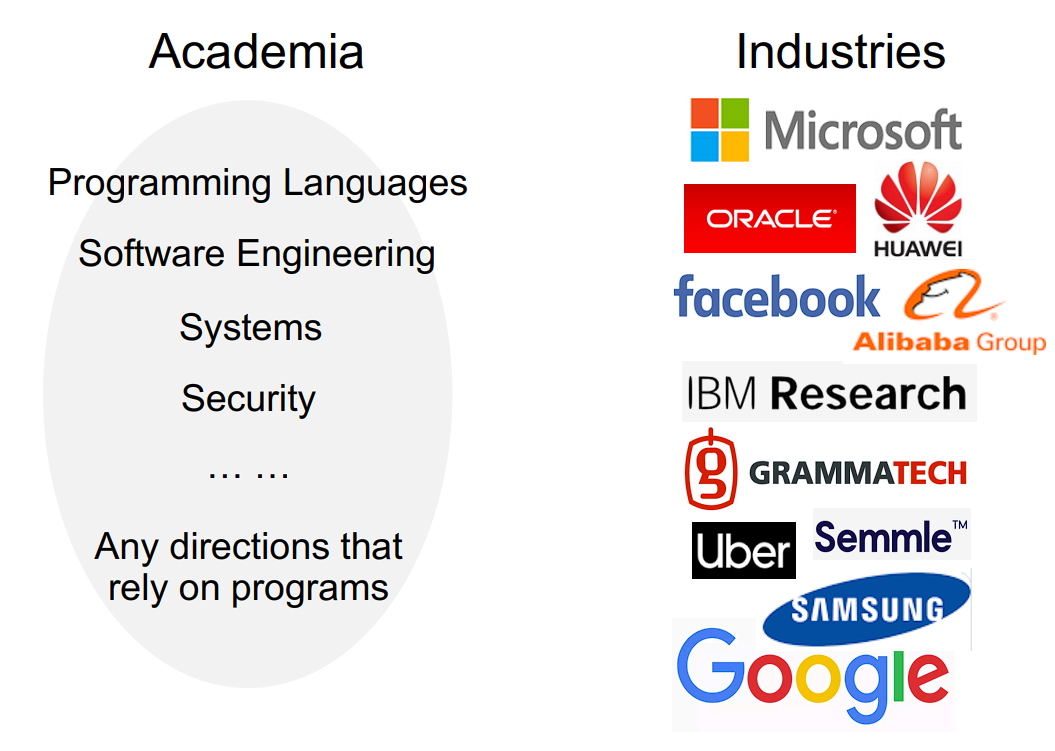 Academia
Programming Languages
Software Engineering
Systems
Security
... ...
Any directions that
rely on programs
Industries
Microsoft
ORACLE®
HUAWEI
facebook
Alibaba Group
IBM Research
g
GRAMMATECH
Uber
Semmle™
SAMSUNG
Google